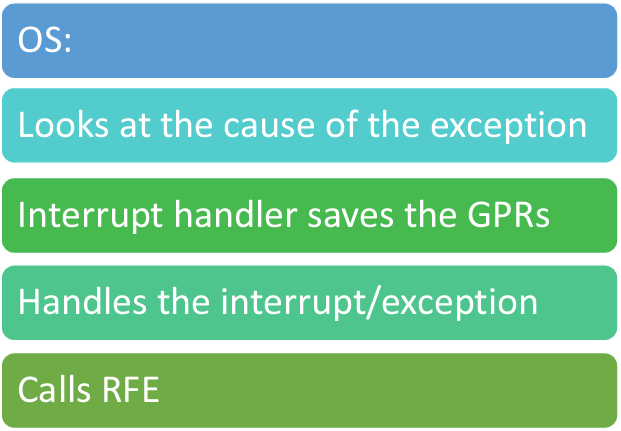 OS:
Looks at the cause of the exception
Interrupt handler saves the GPRs
Handles the interrupt/exception
Calls RFE